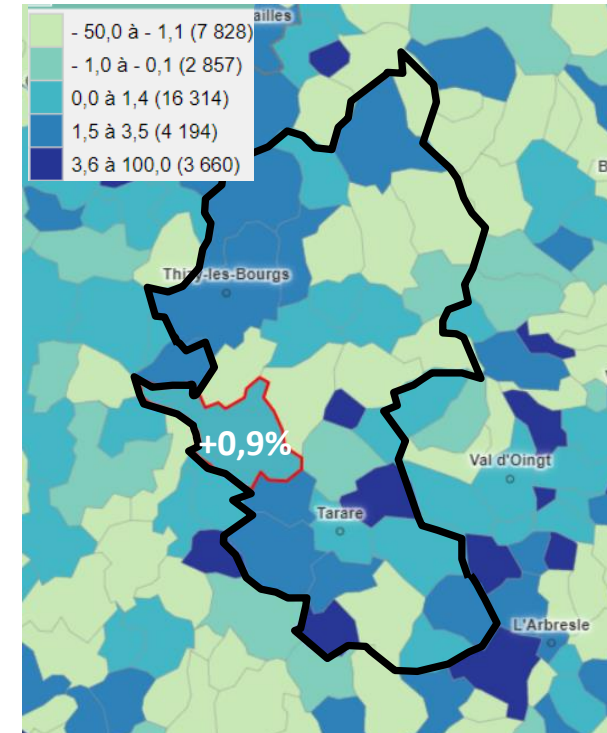 ailles
- 50,0 à - 1,1 (7 828)
- 1,0 à - 0,1 (2 857)
0,0 à 1,4 (16 314)
1,5 à 3,5 (4 194)
3,6 à 100,0 (3 660)
B
Thizy-les-Bourgs
+0,9%
Val d'Oingt
Tarare
L'Arbresle